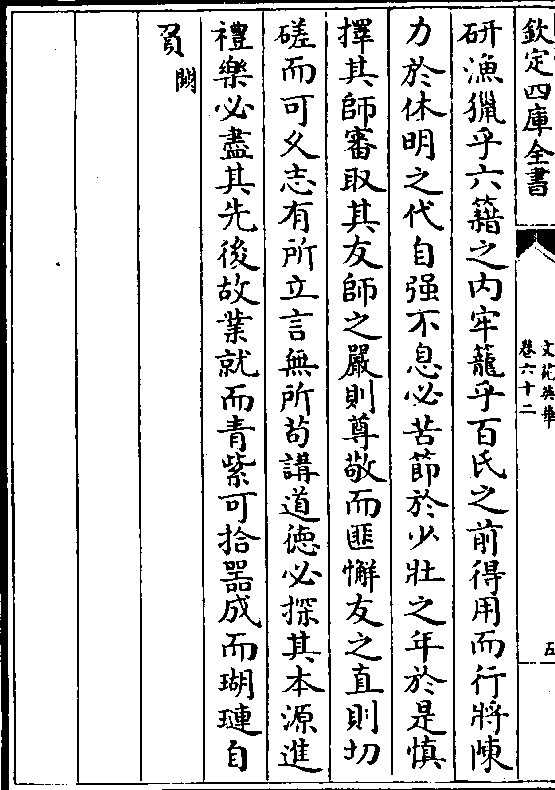 欽定四庫全書
文苑英華
卷六十二
五
研漁獵乎六籍之内牢籠乎百氏之前得用而行將陳
力於休明之代自强不息必苦節於少壯之年於是慎
擇其師審取其友師之嚴則尊敬而匪懈友之直則切
磋而可久志有所立言無所苟講道徳必探其本源進
禮樂必盡其先後故業就而青紫可拾器成而瑚璉自
貢闕